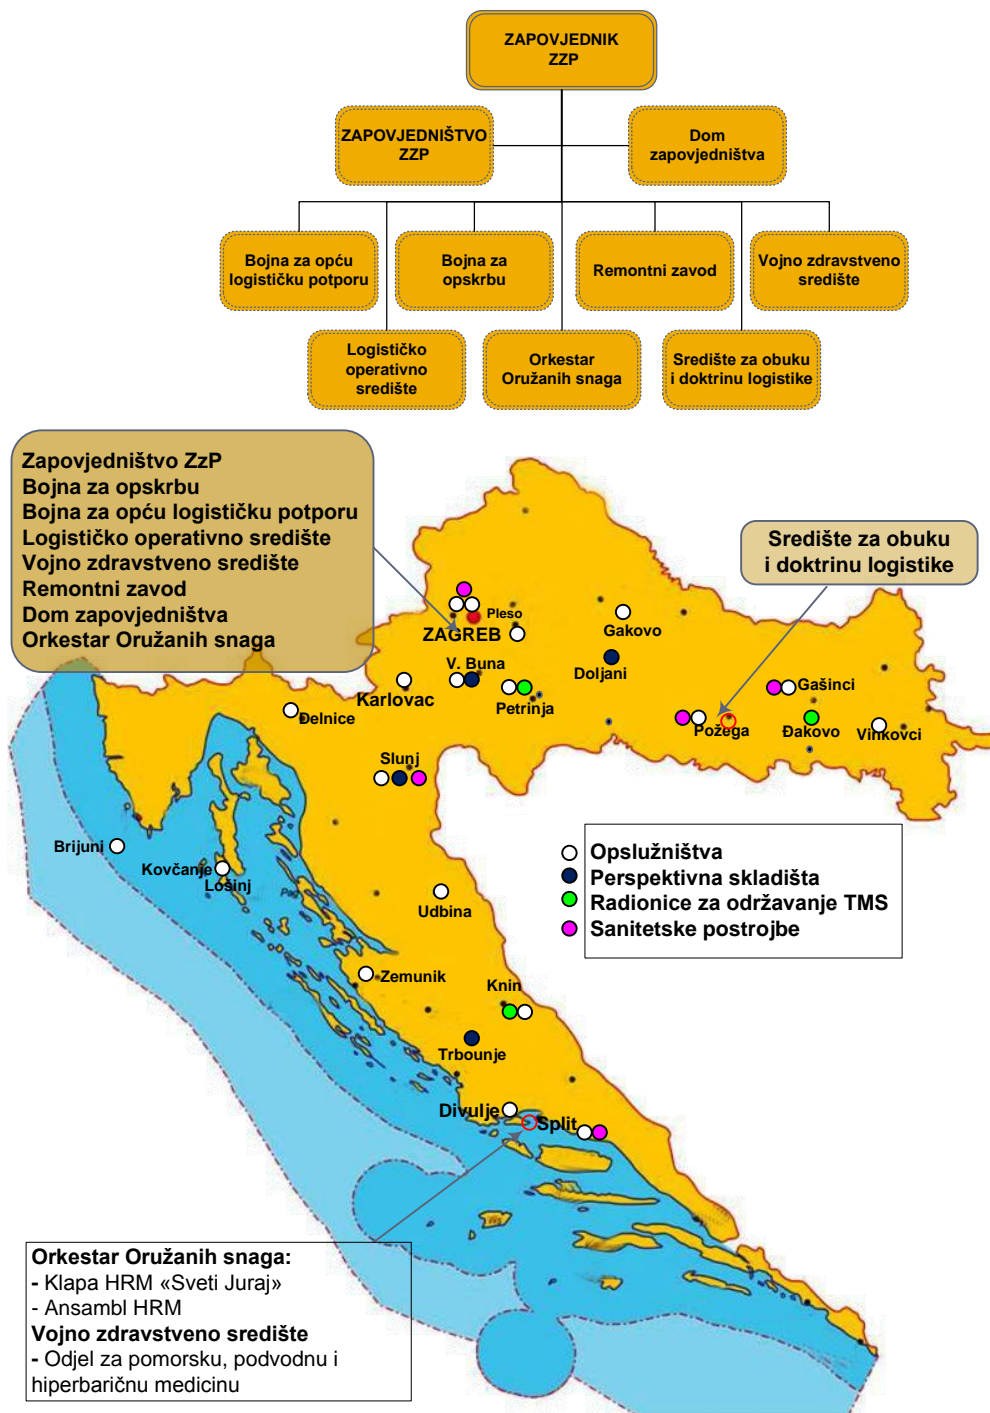 ZAPOVJEDNIK
ZZP
ZAPOVJEDNIŠTVO
ZZP
Dom
zapovjedništva
Bojna za opću
logističku potporu
Bojna za
opskrbu
Remontni zavod
Vojno zdravstveno
središte
Logističko
operativno
središte
Orkestar
Oružanih snaga
Središte za obuku
i doktrinu logistike
Zapovjedništvo ZzP
Bojna za opskrbu
Bojna za opću logističku potporu
Logističko operativno središte
Vojno zdravstveno središte
Remontni zavod
Dom zapovjedništva
Orkestar Oružanih snaga
Središte za obuku
i doktrinu logistike
Pleso
ZAGREB
Gakovo
V. Buna
Doljani
Karlovac
Petrinja
Gašinci
Delnice
Požega
Đakovo
Vinkovci
Slunj
Brijuni
Kovčanje
Lošinj
Pag
Udbina
Zemunik
Knin
Trbounje
Divulje
Split
Opslužništva
Perspektivna skladišta
Radionice za održavanje TMS
Sanitetske postrojbe
Orkestar Oružanih snaga:
- Klapa HRM «Sveti Juraj»
- Ansambl HRM
Vojno zdravstveno središte
- Odjel za pomorsku, podvodnu i
hiperbaričnu medicinu